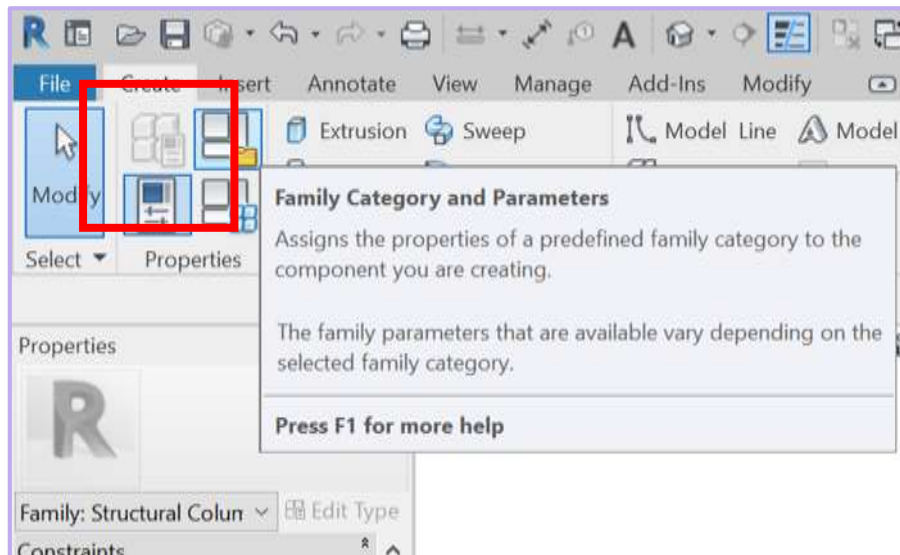 File Create Insert Annotate View Manage Add-Ins Modify
Extrusion Sweep Model Line Model
Modify
Select Properties
Family Category and Parameters
Assigns the properties of a predefined family category to the
component you are creating.
The family parameters that are available vary depending on the
selected family category.
Press F1 for more help
Properties
Family: Structural Colun Edit Type
Constraints